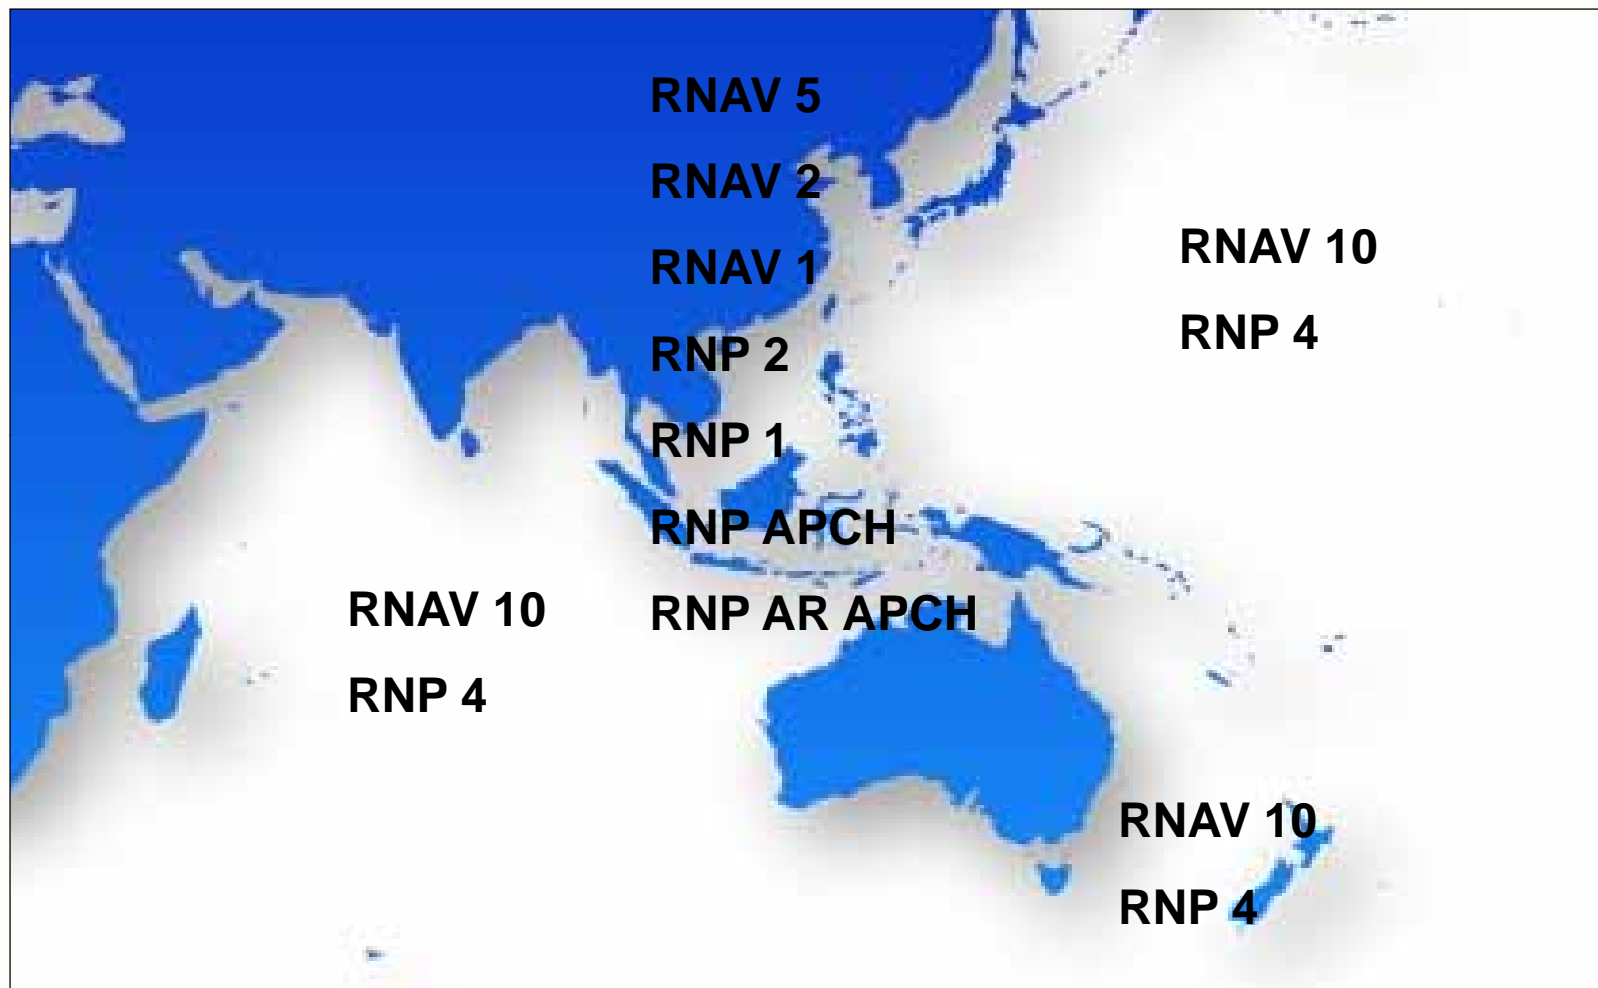 RNAV 5
RNAV 2
RNAV 1
RNP 2
RNP 1
RNP APCH
RNP AR APCH
RNAV 10
RNP 4
RNAV 10
RNP 4
RNAV 10
RNP 4